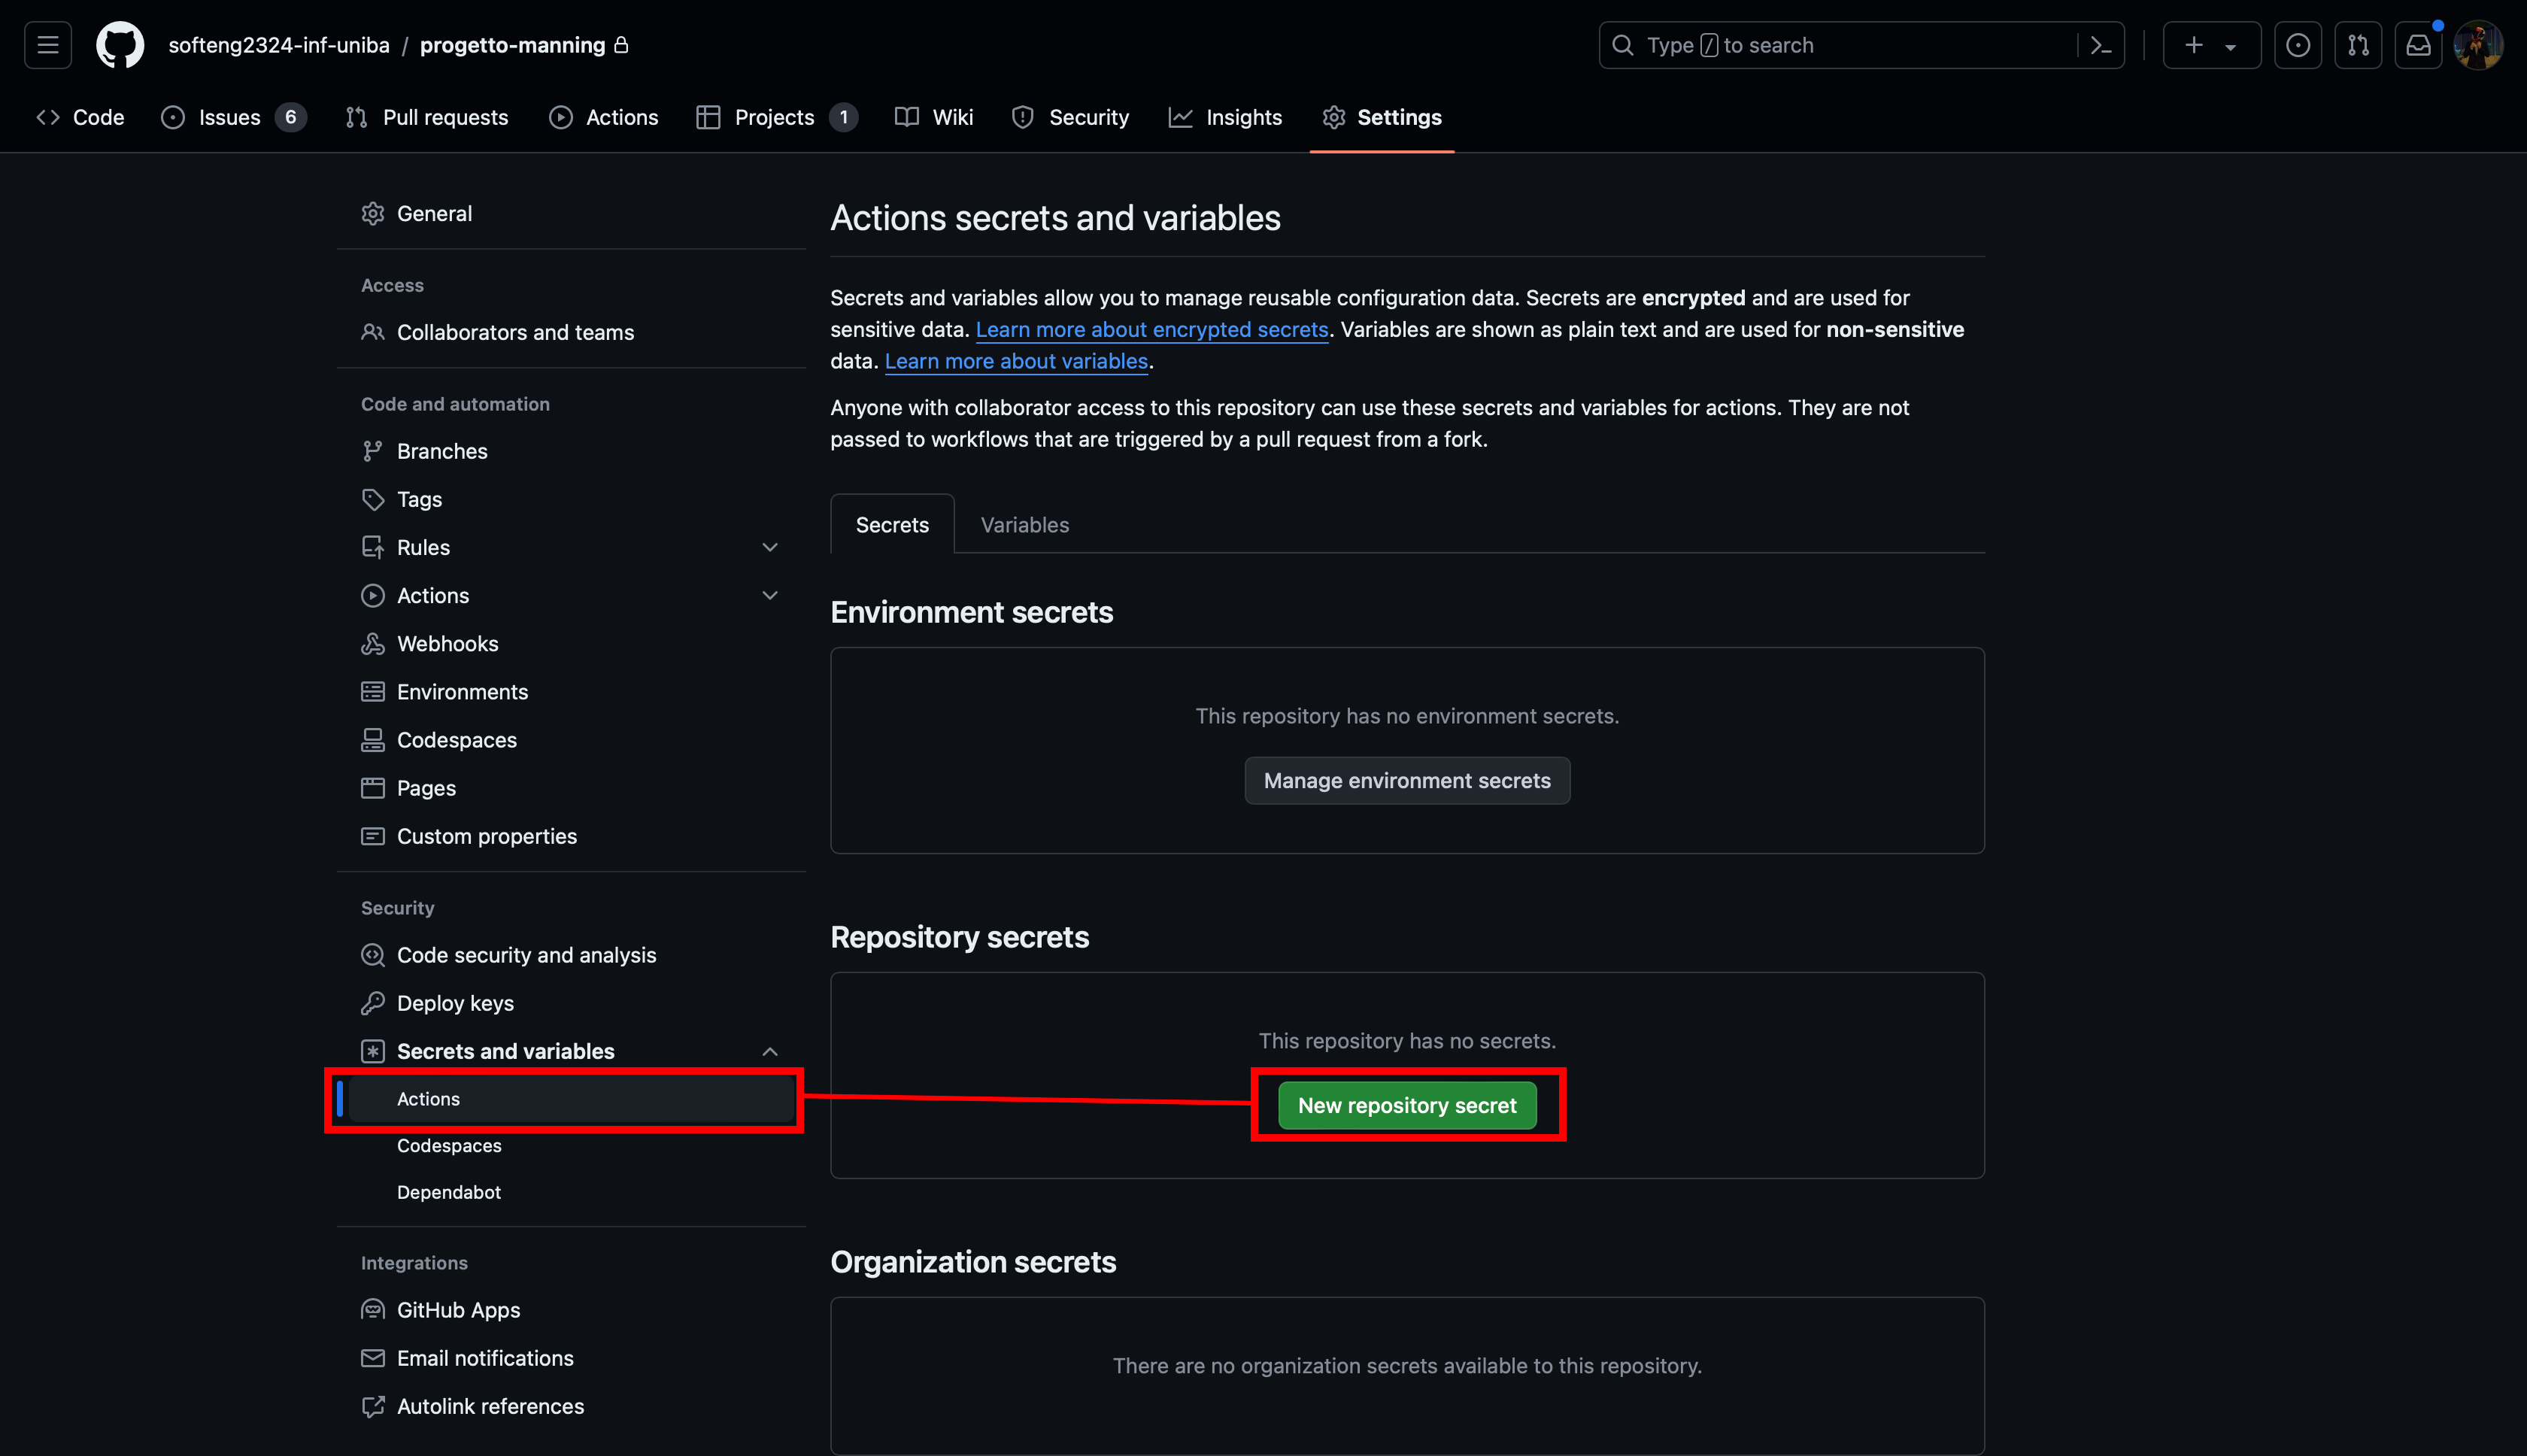 softeng2324-inf-uniba / progetto-manning
Type / to search
Code
Issues 6
Pull requests
Actions
Projects 1
Wiki
Security
Insights
Settings
General
Access
Collaborators and teams
Code and automation
Branches
Tags
Rules
Actions
Webhooks
Environments
Codespaces
Pages
Custom properties
Security
Code security and analysis
Deploy keys
Secrets and variables
Actions
Codespaces
Dependabot
Integrations
GitHub Apps
Email notifications
Autolink references
Actions secrets and variables
Secrets and variables allow you to manage reusable configuration data. Secrets are encrypted and are used for
sensitive data. Learn more about encrypted secrets. Variables are shown as plain text and are used for non-sensitive
data. Learn more about variables.
Anyone with collaborator access to this repository can use these secrets and variables for actions. They are not
passed to workflows that are triggered by a pull request from a fork.
Secrets
Variables
Environment secrets
This repository has no environment secrets.
Manage environment secrets
Repository secrets
This repository has no secrets.
New repository secret
Organization secrets
There are no organization secrets available to this repository.